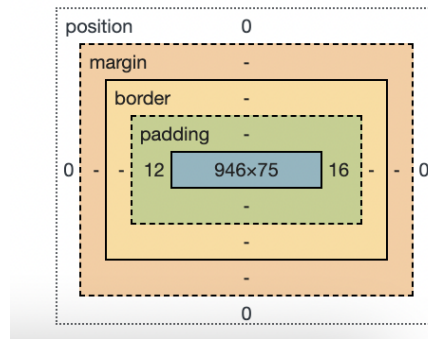 position 0
margin -
border -
padding -
0 - - 12 946×75 16 - - 0
-
-
-
0